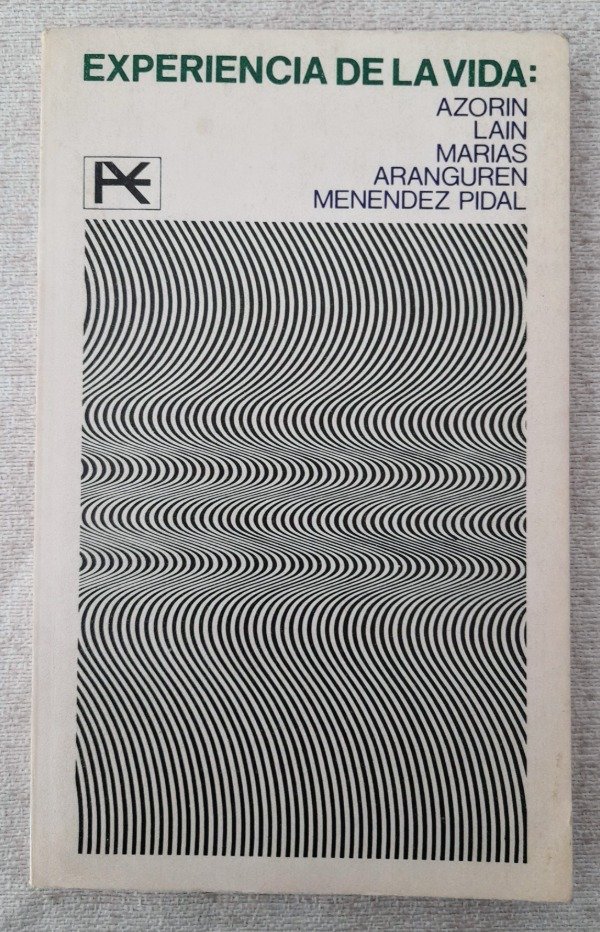 EXPERIENCIA DE LA VIDA:
AZORIN
LAIN
MARIAS
ARANGUREN
MENENDEZ PIDAL